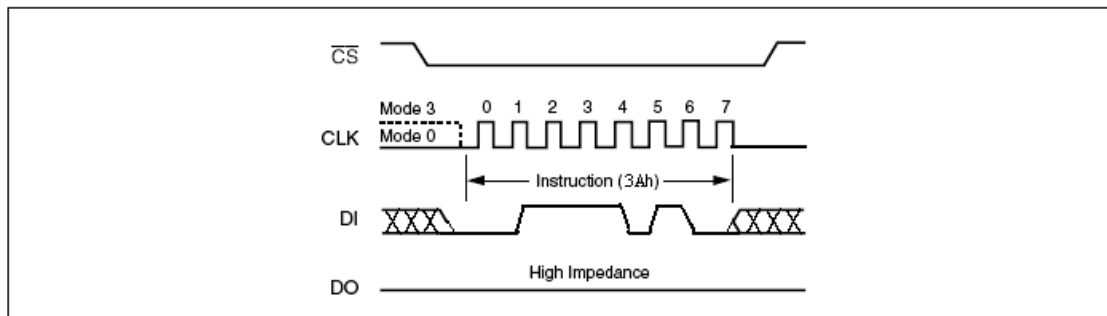 CS
Mode 3 0 1 2 3 4 5 6 7
CLK Mode 0
Instruction (3Ah)
DI
High Impedance
DO